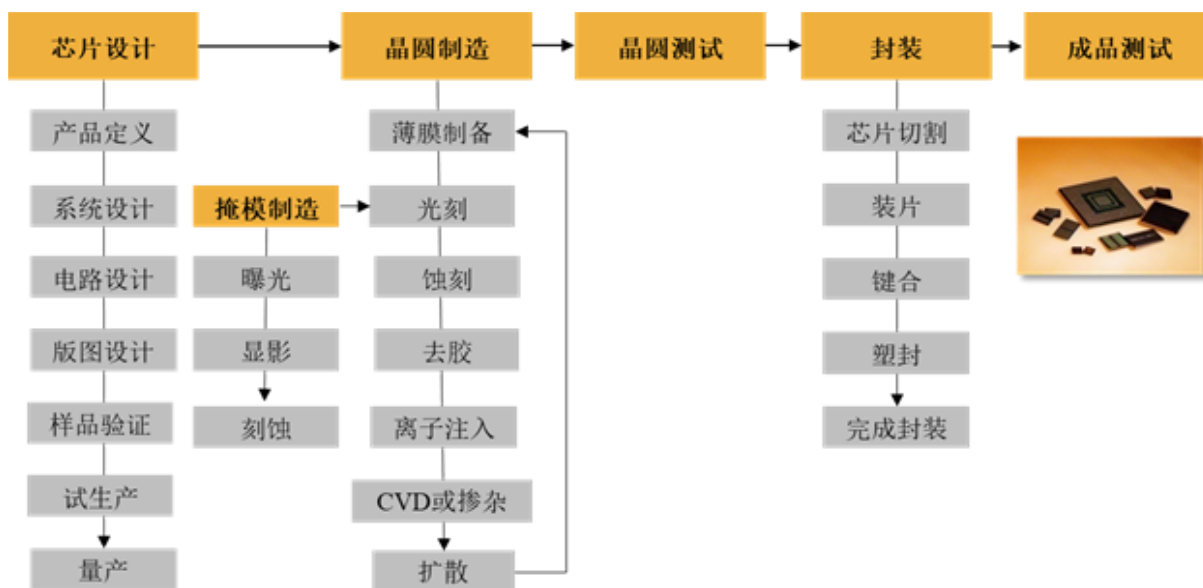 芯片设计
晶圆制造
晶圆测试
封装
成品测试
产品定义
系统设计
电路设计
版图设计
样品验证
试生产
量产
掩模制造
曝光
显影
刻蚀
薄膜制备
光刻
蚀刻
去胶
离子注入
CVD或掺杂
扩散
芯片切割
装片
键合
塑封
完成封装